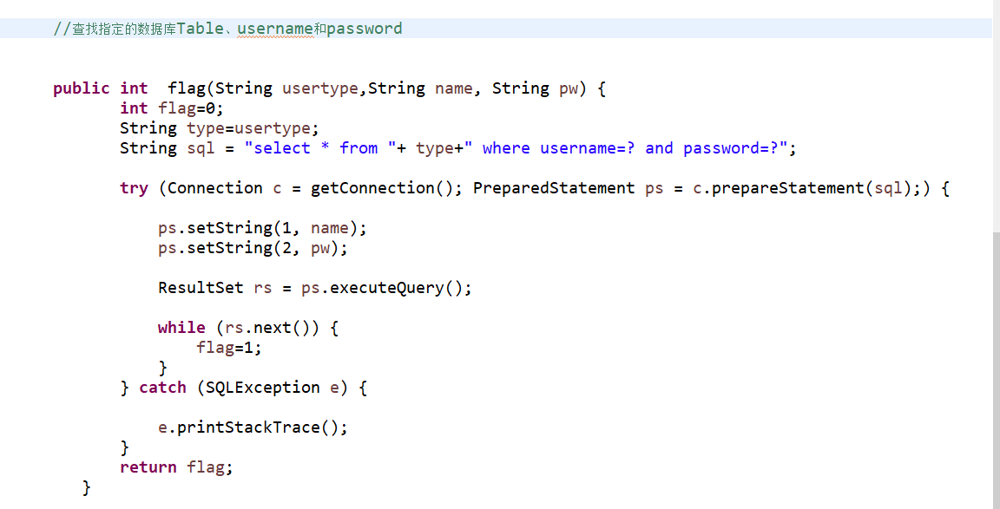 //查找指定的数据库Table、username和password
public int  flag(String usertype,String name, String pw) {
int flag=0;
String type=usertype;
String sql = "select * from "+ type+" where username=? and password=?";
try (Connection c = getConnection(); PreparedStatement ps = c.prepareStatement(sql);) {
ps.setString(1, name);
ps.setString(2, pw);
ResultSet rs = ps.executeQuery();
while (rs.next()) {
flag=1;
}
} catch (SQLException e) {
e.printStackTrace();
}
return flag;
}